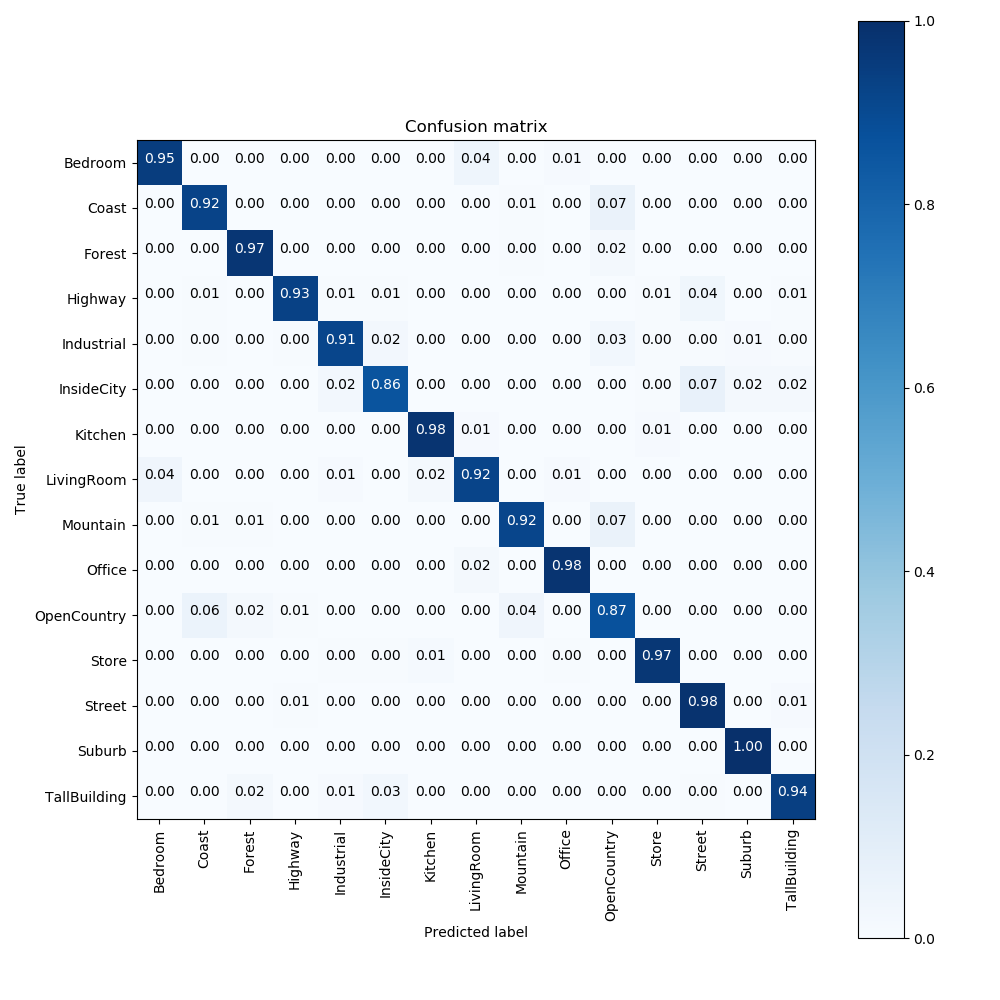 Confusion matrix
Bedroom 0.95 0.00 0.00 0.00 0.00 0.00 0.00 0.04 0.00 0.01 0.00 0.00 0.00 0.00 0.00
Coast 0.00 0.92 0.00 0.00 0.00 0.00 0.00 0.00 0.01 0.00 0.07 0.00 0.00 0.00 0.00
Forest 0.00 0.00 0.97 0.00 0.00 0.00 0.00 0.00 0.00 0.00 0.02 0.00 0.00 0.00 0.00
Highway 0.00 0.01 0.00 0.93 0.01 0.01 0.00 0.00 0.00 0.00 0.00 0.01 0.04 0.00 0.01
Industrial 0.00 0.00 0.00 0.00 0.91 0.02 0.00 0.00 0.00 0.00 0.03 0.00 0.00 0.01 0.00
InsideCity 0.00 0.00 0.00 0.00 0.02 0.86 0.00 0.00 0.00 0.00 0.00 0.00 0.07 0.02 0.02
Kitchen 0.00 0.00 0.00 0.00 0.00 0.00 0.98 0.01 0.00 0.00 0.00 0.01 0.00 0.00 0.00
LivingRoom 0.04 0.00 0.00 0.00 0.01 0.00 0.02 0.92 0.00 0.01 0.00 0.00 0.00 0.00 0.00
Mountain 0.00 0.01 0.01 0.00 0.00 0.00 0.00 0.00 0.92 0.00 0.07 0.00 0.00 0.00 0.00
Office 0.00 0.00 0.00 0.00 0.00 0.00 0.00 0.02 0.00 0.98 0.00 0.00 0.00 0.00 0.00
OpenCountry 0.00 0.06 0.02 0.01 0.00 0.00 0.00 0.00 0.04 0.00 0.87 0.00 0.00 0.00 0.00
Store 0.00 0.00 0.00 0.00 0.00 0.00 0.01 0.00 0.00 0.00 0.00 0.97 0.00 0.00 0.00
Street 0.00 0.00 0.00 0.01 0.00 0.00 0.00 0.00 0.00 0.00 0.00 0.00 0.98 0.00 0.01
Suburb 0.00 0.00 0.00 0.00 0.00 0.00 0.00 0.00 0.00 0.00 0.00 0.00 0.00 1.00 0.00
TallBuilding 0.00 0.00 0.02 0.00 0.01 0.03 0.00 0.00 0.00 0.00 0.00 0.00 0.00 0.00 0.94
True label
Bedroom
Coast
Forest
Highway
Industrial
InsideCity
Kitchen
LivingRoom
Mountain
Office
OpenCountry
Store
Street
Suburb
TallBuilding
Predicted label
1.0
0.8
0.6
0.4
0.2
0.0